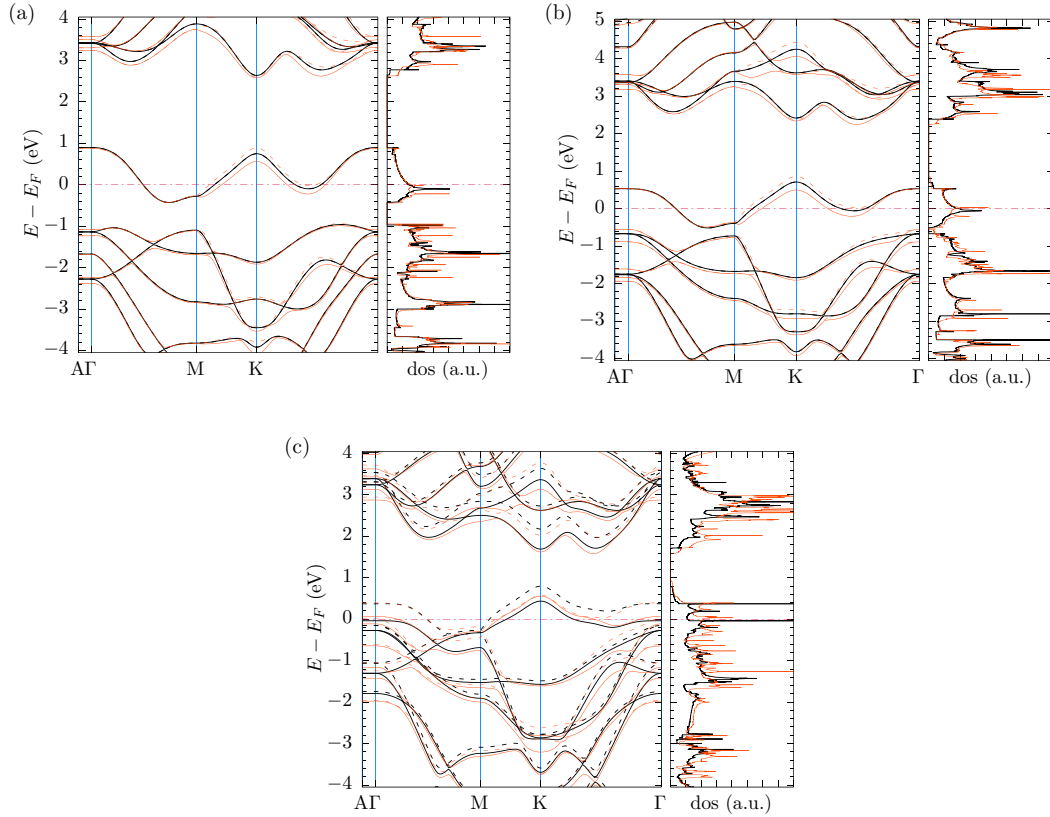 (a)
4
3
2
1
0
−1
−2
−3
−4
E − E_F (eV)
AΓ
M
K
dos (a.u.)
(b)
5
4
3
2
1
0
−1
−2
−3
−4
E − E_F (eV)
AΓ
M
K
Γ
dos (a.u.)
(c)
4
3
2
1
0
−1
−2
−3
−4
E − E_F (eV)
AΓ
M
K
Γ
dos (a.u.)